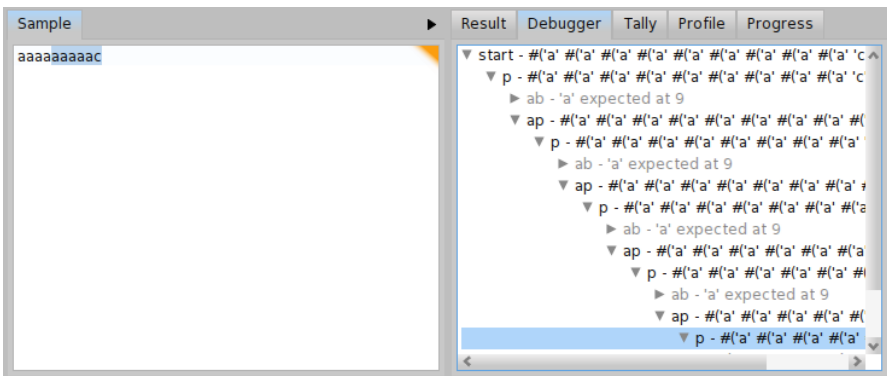 Sample
aaaaaaaaac
Result Debugger Tally Profile Progress
start - #('a' #('a' #('a' #('a' #('a' #('a' #('a' #('a' #('a' 'c
p - #('a' #('a' #('a' #('a' #('a' #('a' #('a' #('a' #('a' 'c'
ab - 'a' expected at 9
ap - #('a' #('a' #('a' #('a' #('a' #('a' #('a' #('a' #(
p - #('a' #('a' #('a' #('a' #('a' #('a' #('a' #('a'
ab - 'a' expected at 9
ap - #('a' #('a' #('a' #('a' #('a' #('a' #('a' #
p - #('a' #('a' #('a' #('a' #('a' #('a' #('a
ab - 'a' expected at 9
ap - #('a' #('a' #('a' #('a' #('a' #('a
p - #('a' #('a' #('a' #('a' #('a' #(
ab - 'a' expected at 9
ap - #('a' #('a' #('a' #('a' #(
p - #('a' #('a' #('a' #('a'